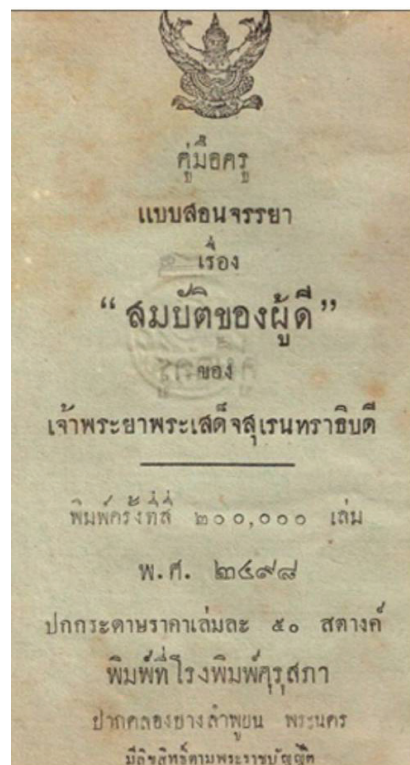 คู่มือครู
แบบสอนจรรยา
เรื่อง
“ สมบัติของผู้ดี ”
ของ
เจ้าพระยาพระเสด็จสุเรนทราธิบดี
พิมพ์ครั้งที่สี่ ๒๐๐,๐๐๐ เล่ม
พ.ศ. ๒๔๙๘
ปกกระดาษราคาเล่มละ ๕๐ สตางค์
พิมพ์ที่โรงพิมพ์คุรุสภา
ปากคลองบางลำพูบน พระนคร
มีลิขสิทธิ์ตามพระราชบัญญัติ